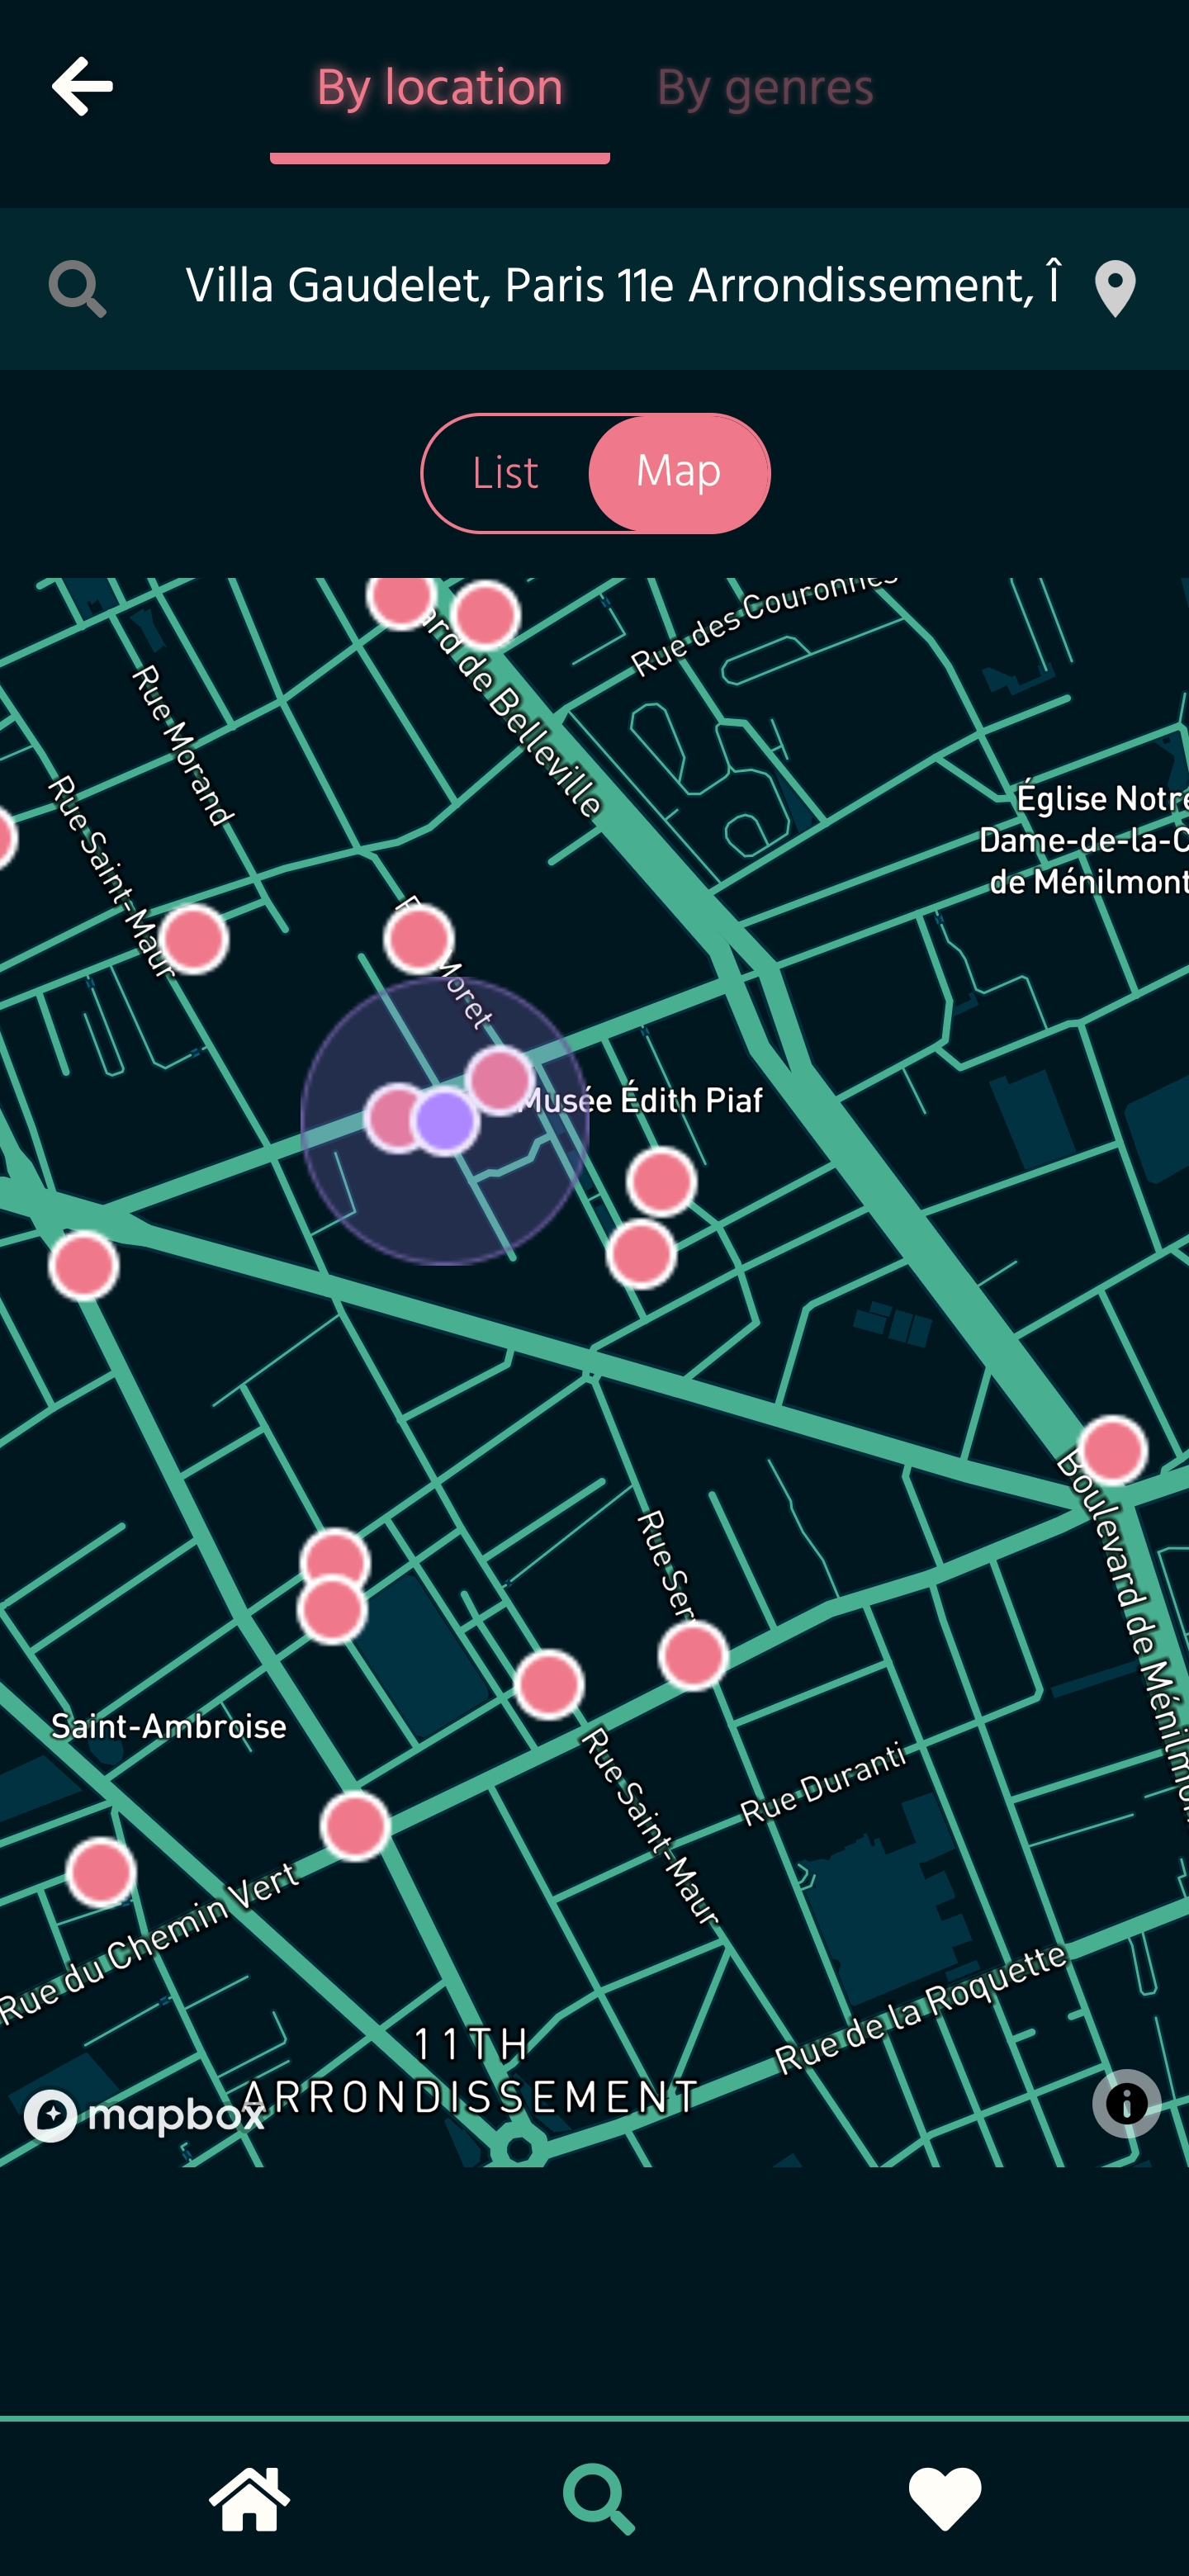 By location
By genres
Villa Gaudelet, Paris 11e Arrondissement, Î
List
Map
Rue des Couronnes
ard de Belleville
Rue Morand
Rue Saint-Maur
Église Notre
Dame-de-la-C
de Ménilmont
Moret
Musée Édith Piaf
Boulevard de Ménilmon
Rue Ser
Saint-Ambroise
Rue Saint-Maur
Rue Duranti
Rue du Chemin Vert
Rue de la Roquette
11TH
ARRONDISSEMENT
mapbox